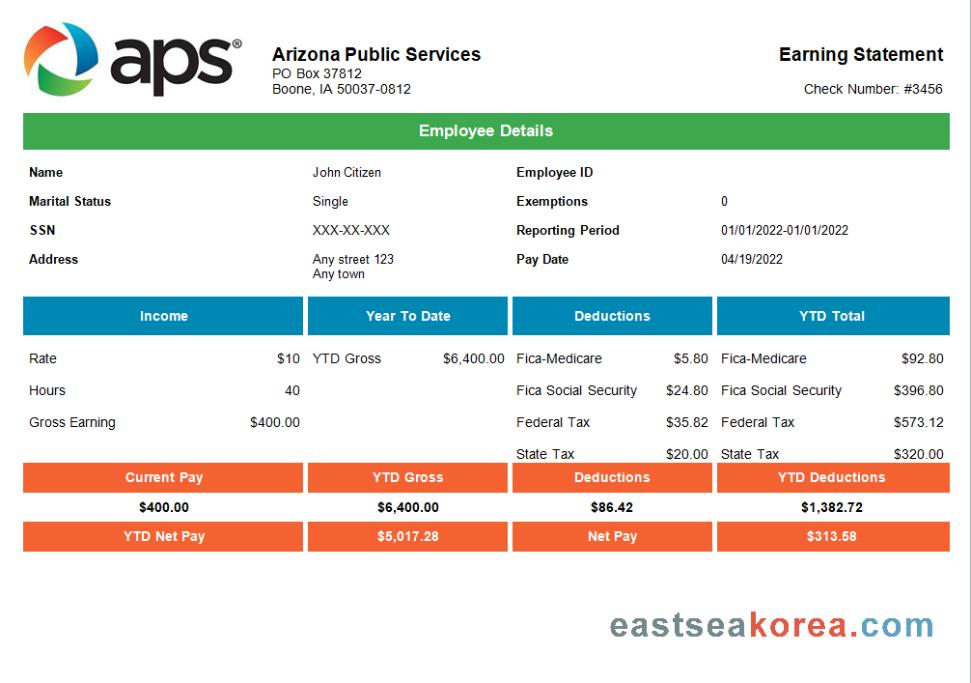 aps®
Arizona Public Services
PO Box 37812
Boone, IA 50037-0812
Earning Statement
Check Number: #3456
Employee Details
Name John Citizen Employee ID
Marital Status Single Exemptions 0
SSN XXX-XX-XXX Reporting Period 01/01/2022-01/01/2022
Address Any street 123 Pay Date 04/19/2022
Any town
Income Year To Date Deductions YTD Total
Rate $10 YTD Gross $6,400.00 Fica-Medicare $5.80 Fica-Medicare $92.80
Hours 40 Fica Social Security $24.80 Fica Social Security $396.80
Gross Earning $400.00 Federal Tax $35.82 Federal Tax $573.12
State Tax $20.00 State Tax $320.00
Current Pay YTD Gross Deductions YTD Deductions
$400.00 $6,400.00 $86.42 $1,382.72
YTD Net Pay $5,017.28 Net Pay $313.58
eastseakorea.com